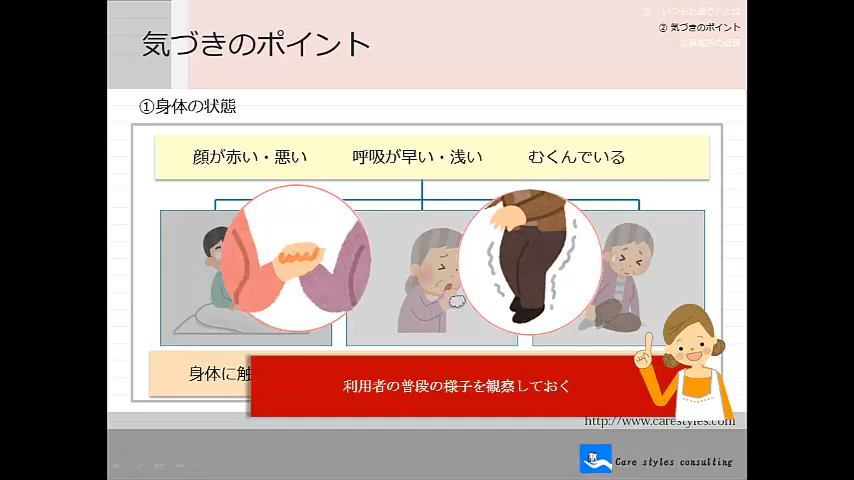 ① 「いつもと違う」とは
② 気づきのポイント
気づきのポイント
①身体の状態
顔が赤い・悪い 呼吸が早い・浅い むくんでいる
身体に触
利用者の普段の様子を観察しておく
http://www.carestyles.com
Care styles consulting